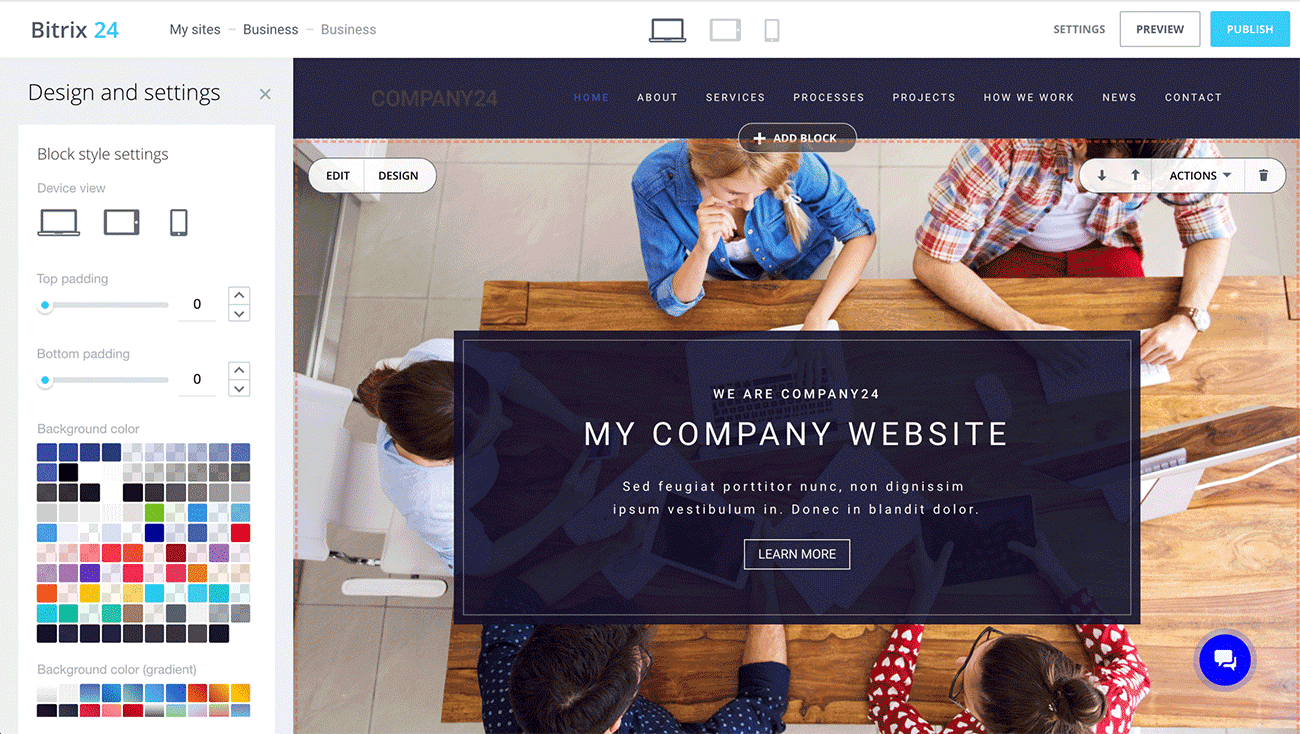 Bitrix 24
My sites – Business – Business
SETTINGS
PREVIEW
PUBLISH
Design and settings
Block style settings
Device view
Top padding
0
Bottom padding
0
Background color
Background color (gradient)
COMPANY24
HOME ABOUT SERVICES PROCESSES PROJECTS HOW WE WORK NEWS CONTACT
ADD BLOCK
EDIT DESIGN
ACTIONS
WE ARE COMPANY24
MY COMPANY WEBSITE
Sed feugiat porttitor nunc, non dignissim
ipsum vestibulum in. Donec in blandit dolor.
LEARN MORE